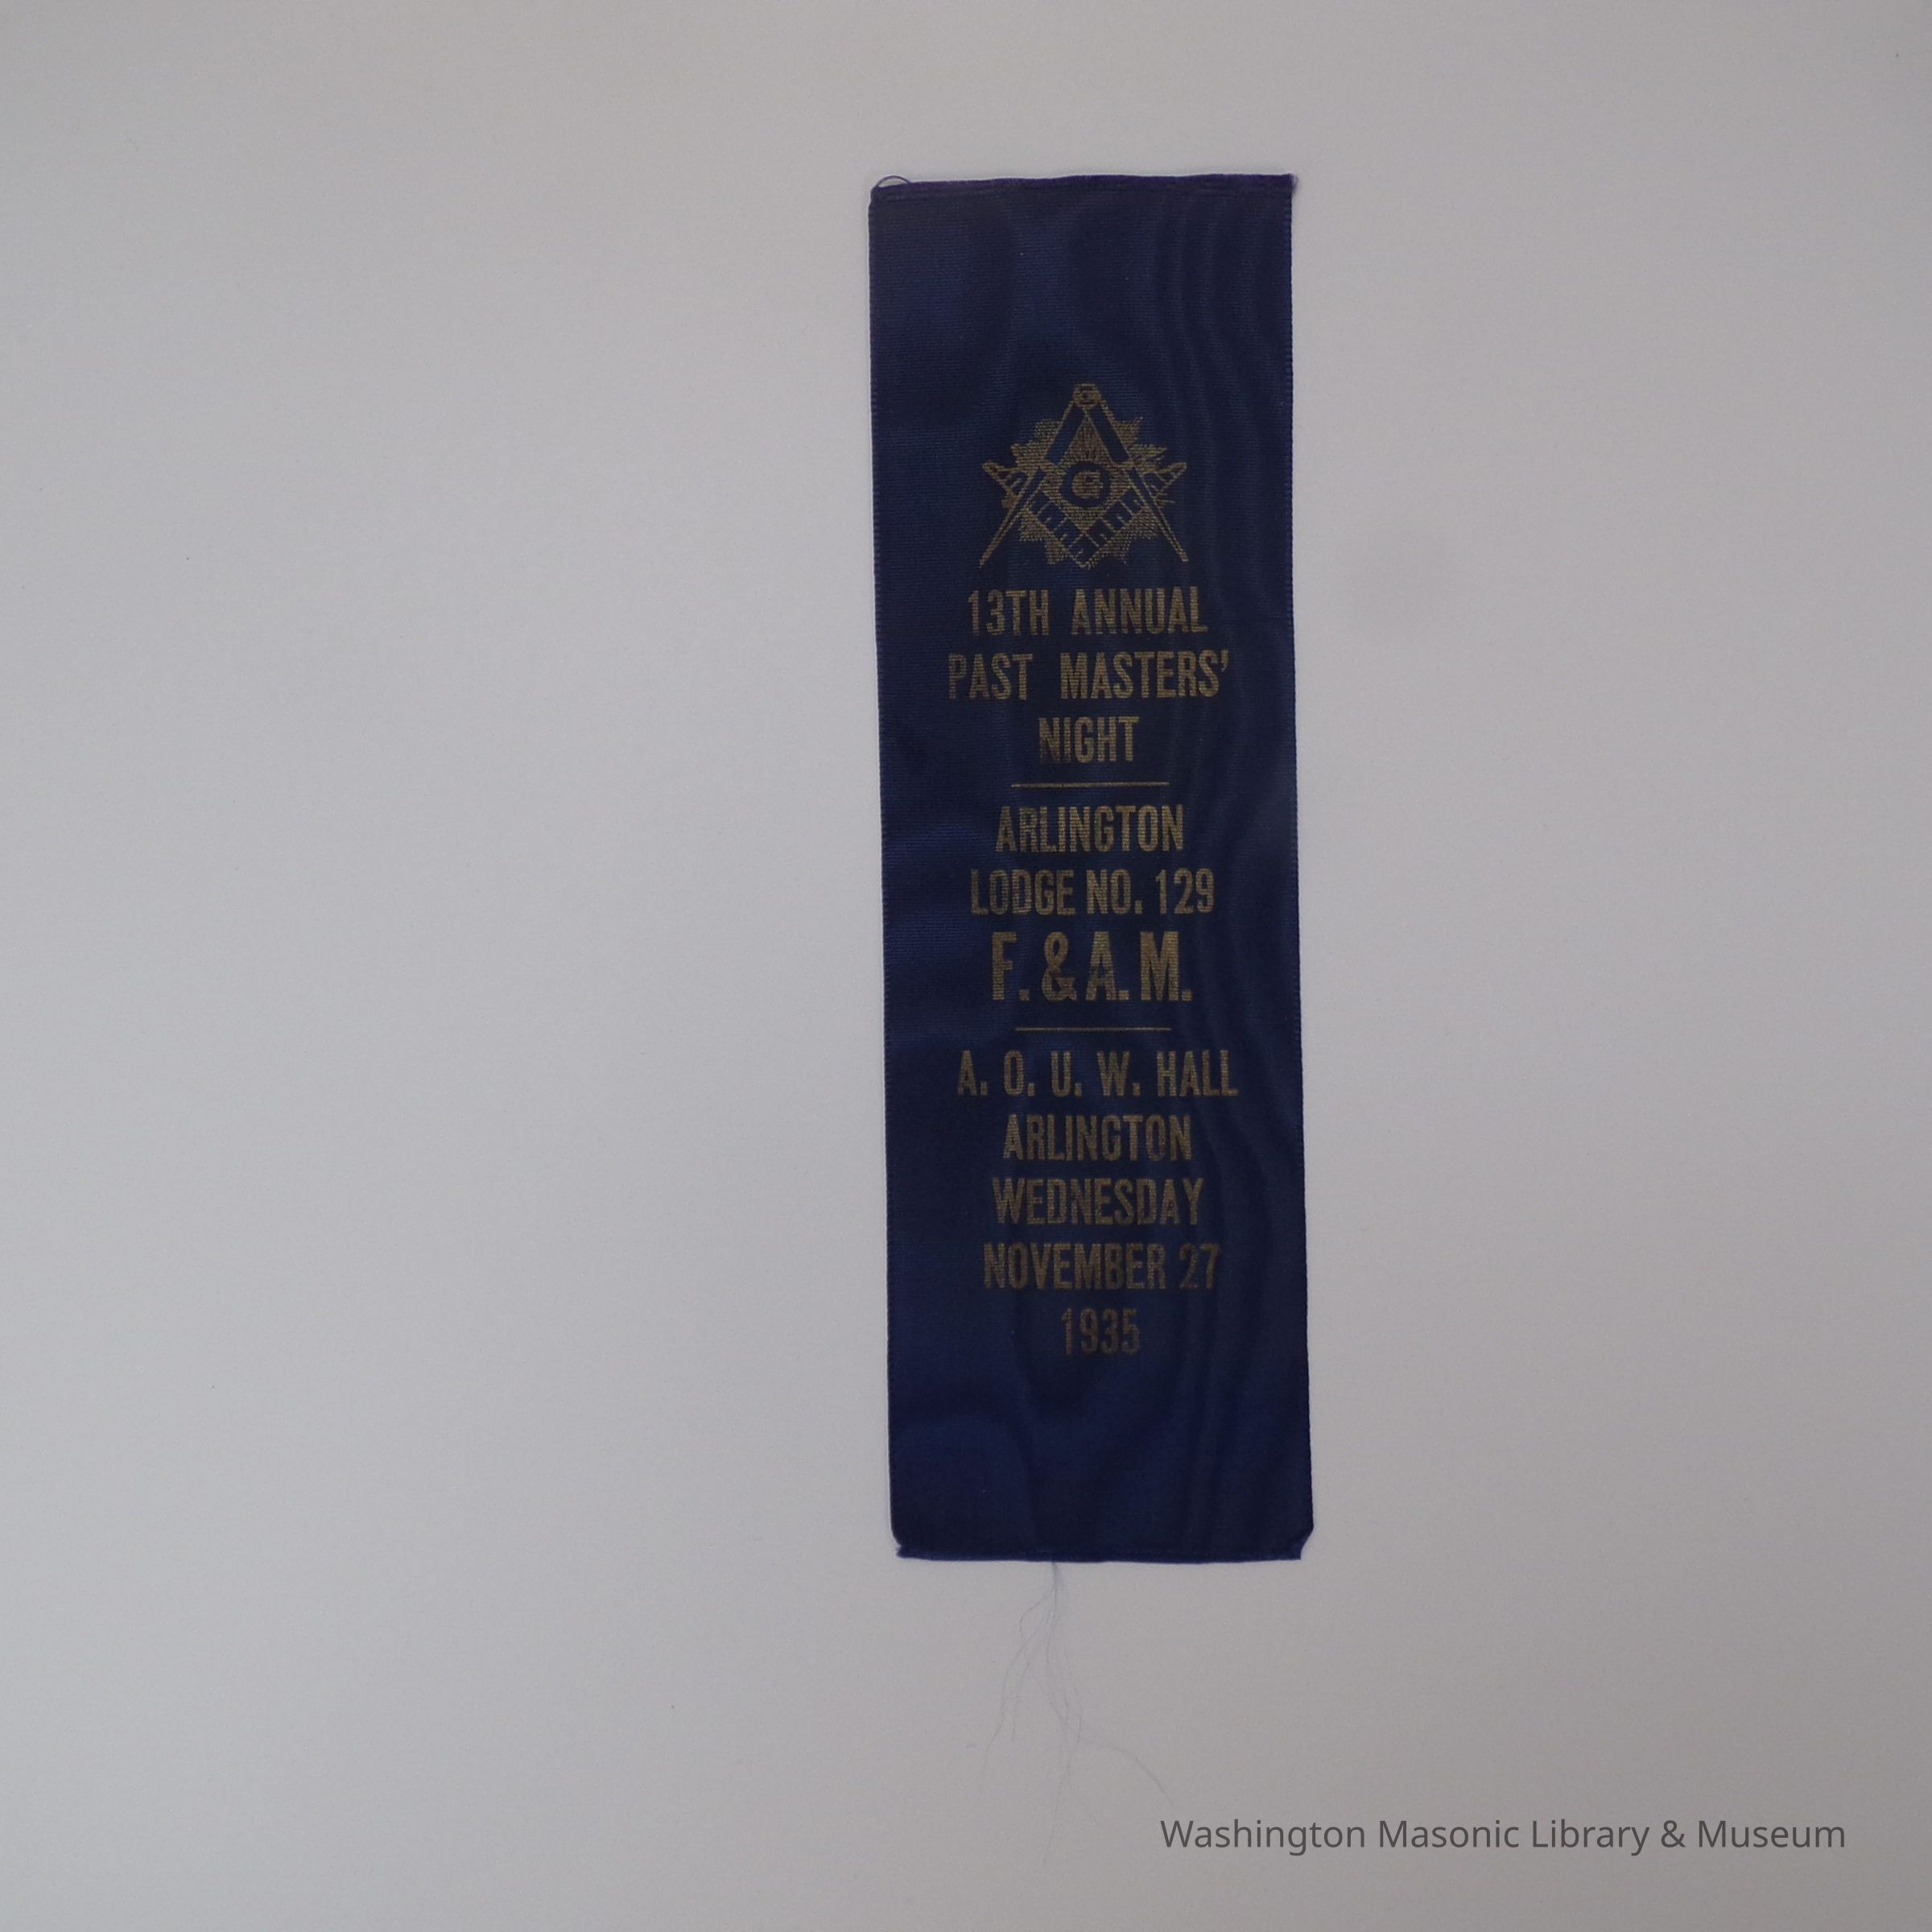 G
13TH ANNUAL
PAST MASTERS'
NIGHT
ARLINGTON
LODGE NO. 129
F. & A. M.
A. O. U. W. HALL
ARLINGTON
WEDNESDAY
NOVEMBER 27
1935
Washington Masonic Library & Museum